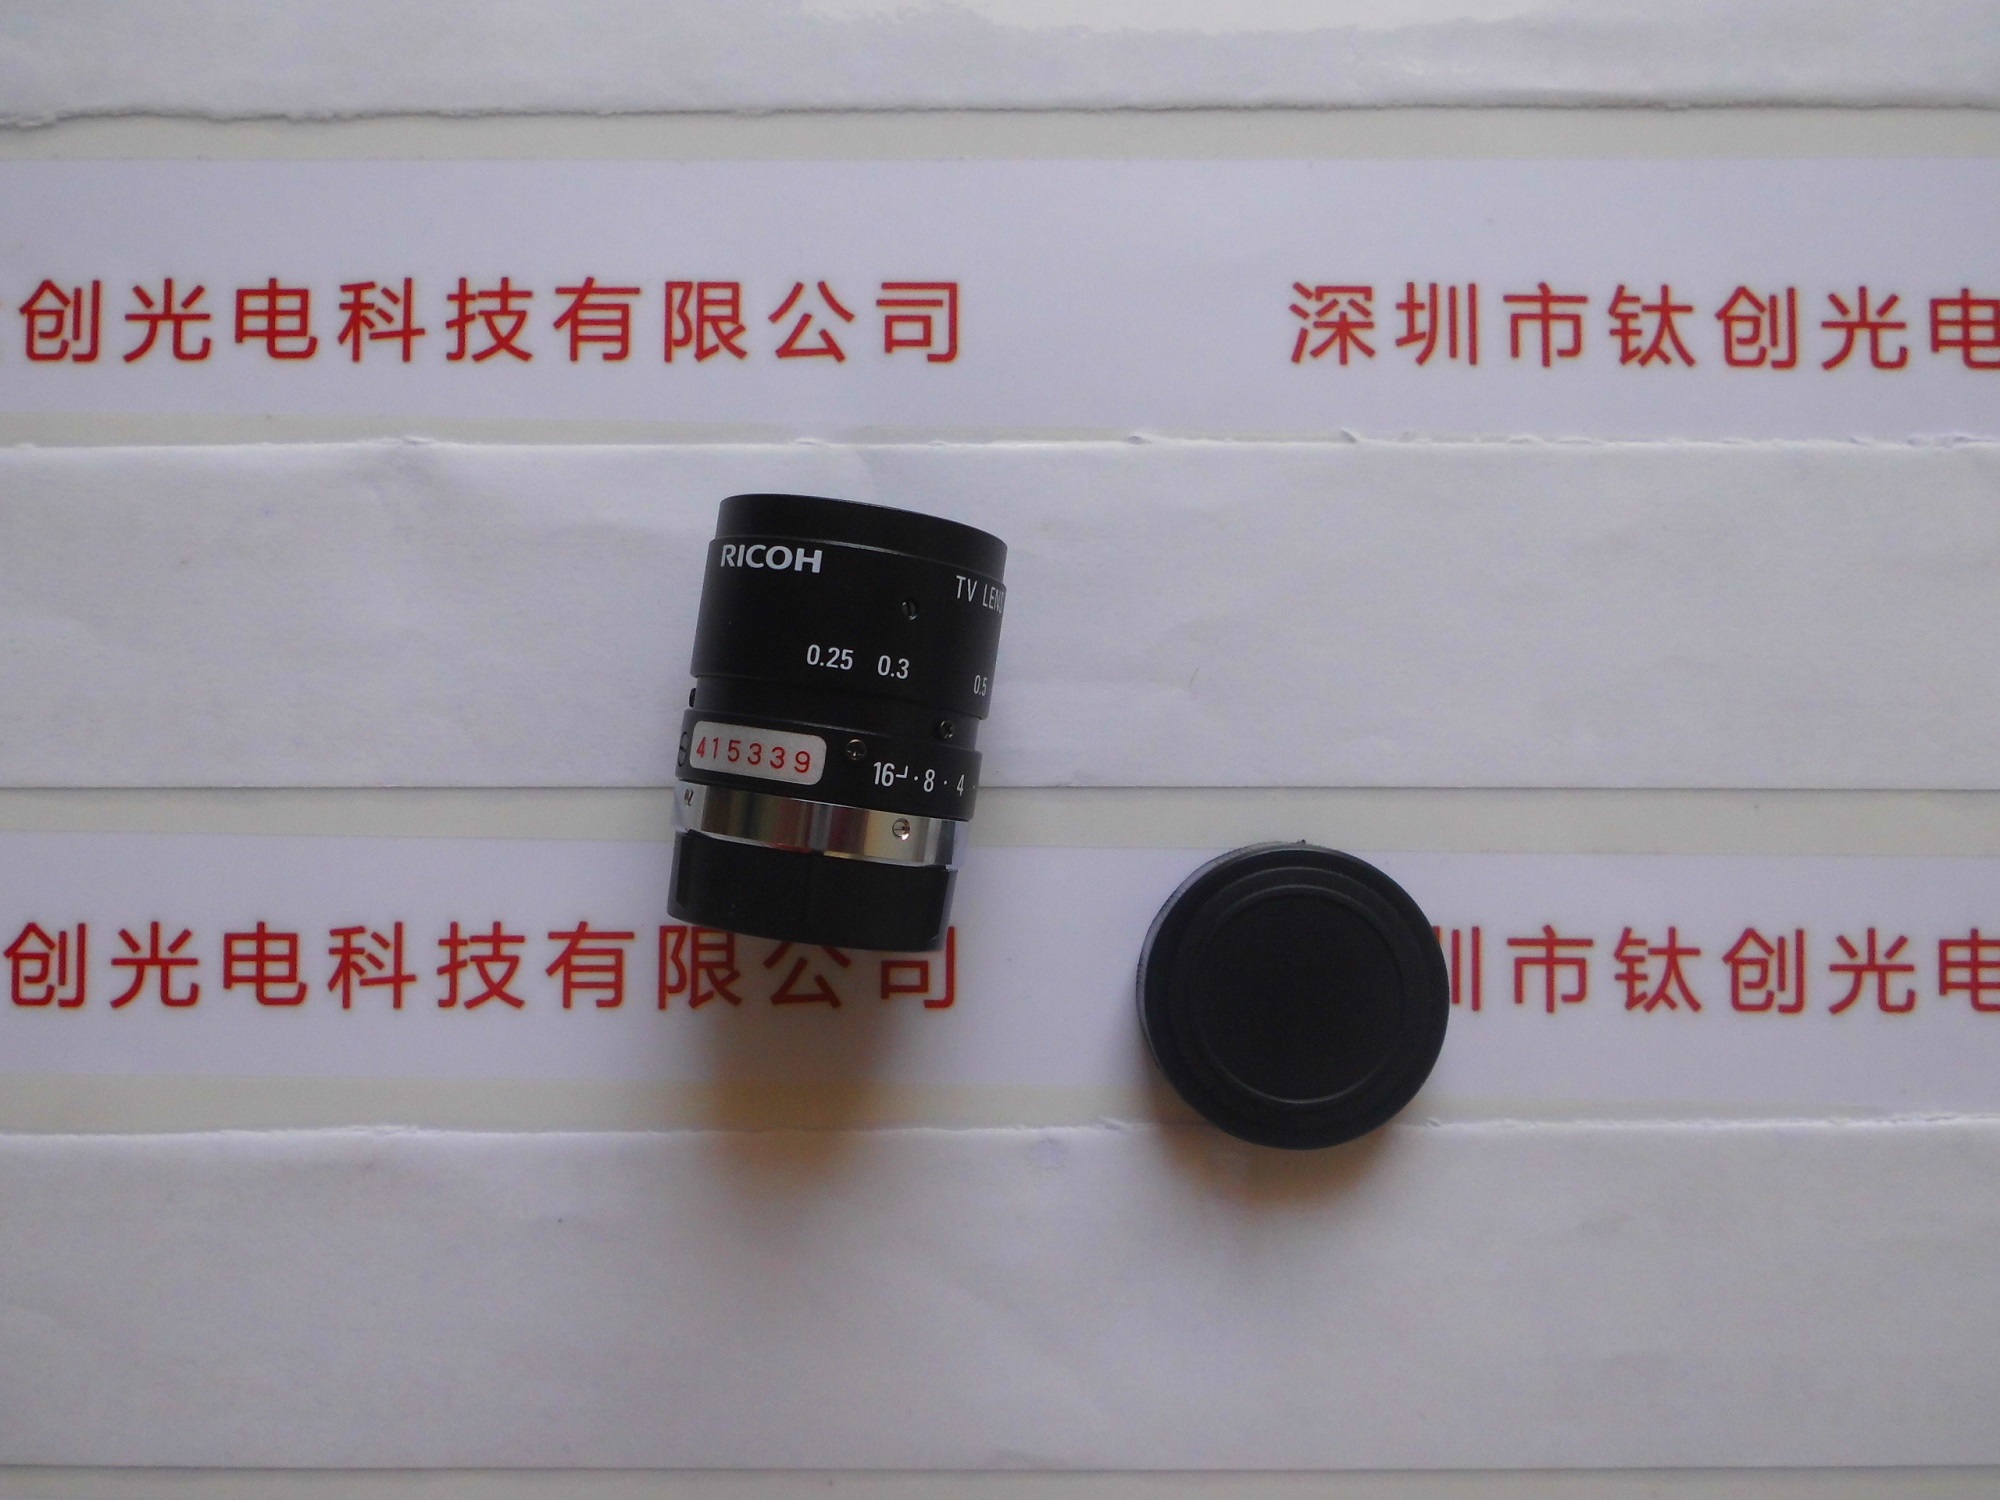 创光电科技有限公司 深圳市钛创光电
RICOH
TV LENS
0.25 0.3 0.5
415339
16 · 8 · 4
创光电科技有限公司 圳市钛创光电